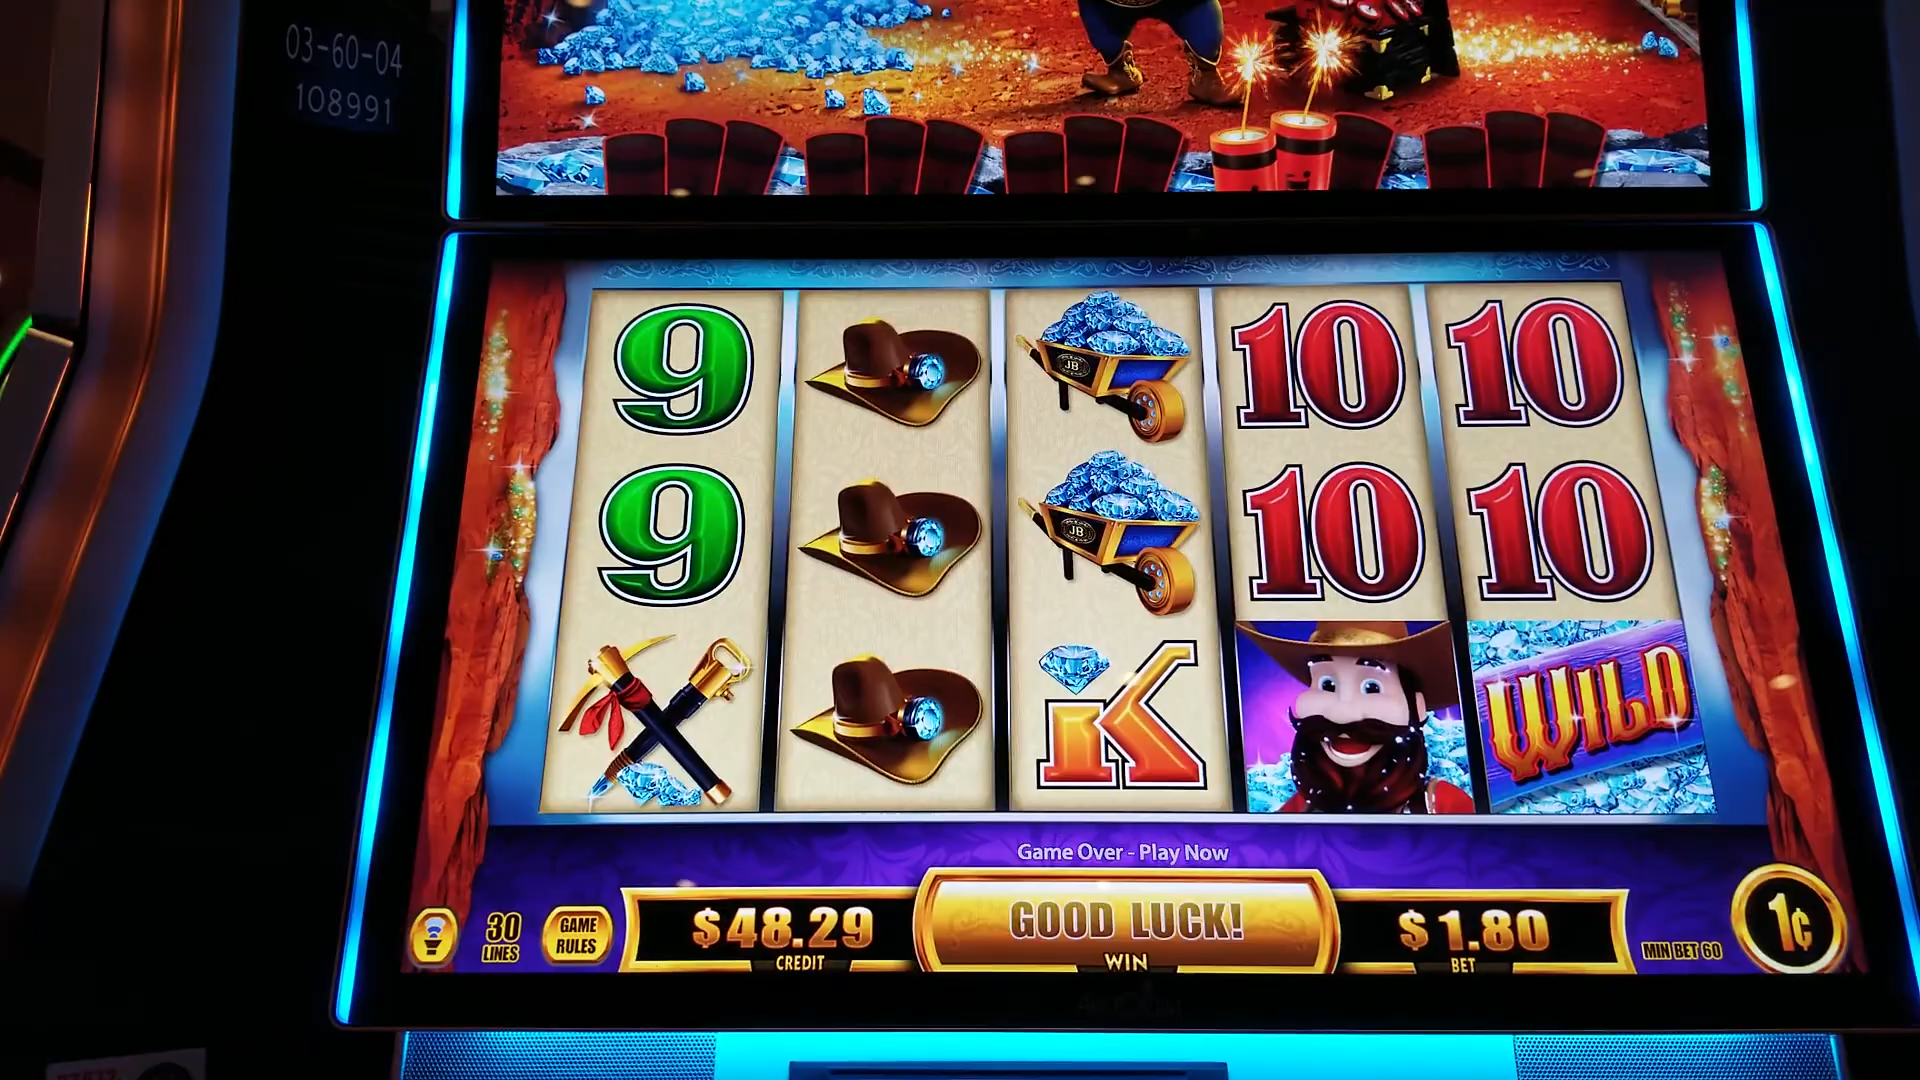 03-60-04
108991
9
10
10
JB
9
10
10
JB
K
WILD
Game Over - Play Now
30
LINES
GAME
RULES
$48.29
CREDIT
GOOD LUCK!
WIN
$1.80
BET
MIN BET 60
1¢